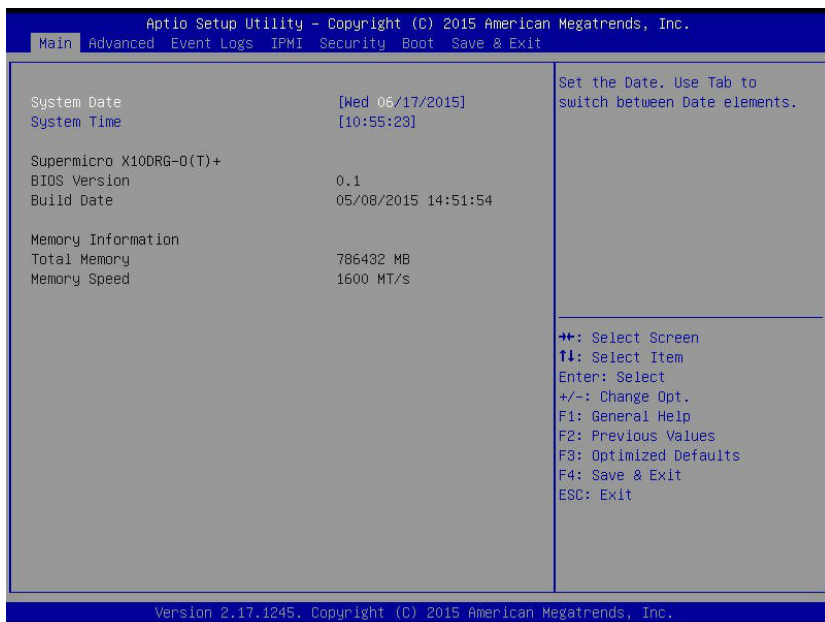 Aptio Setup Utility - Copyright (C) 2015 American Megatrends, Inc.
Main Advanced Event Logs IPMI Security Boot Save & Exit
System Date [Wed 06/17/2015]
System Time [10:55:23]
Supermicro X10DRG-O(T)+
BIOS Version 0.1
Build Date 05/08/2015 14:51:54
Memory Information
Total Memory 786432 MB
Memory Speed 1600 MT/s
Set the Date. Use Tab to
switch between Date elements.
→←: Select Screen
↑↓: Select Item
Enter: Select
+/-: Change Opt.
F1: General Help
F2: Previous Values
F3: Optimized Defaults
F4: Save & Exit
ESC: Exit
Version 2.17.1245. Copyright (C) 2015 American Megatrends, Inc.